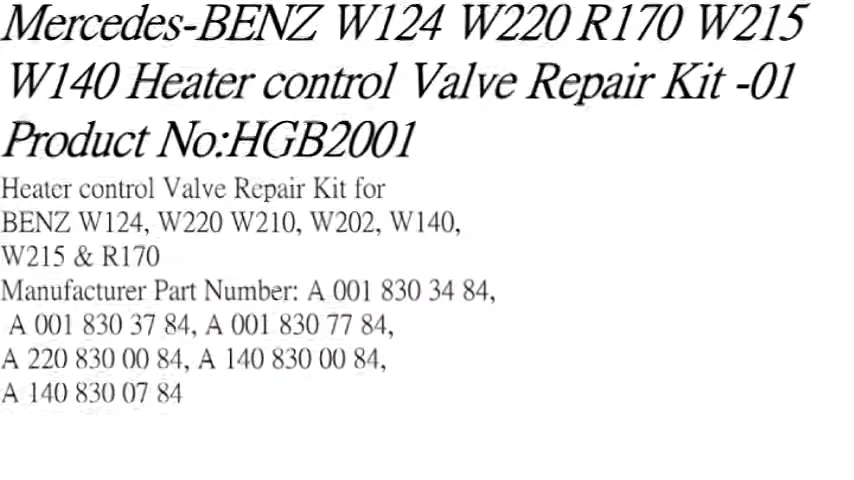 Mercedes-BENZ W124 W220 R170 W215
W140 Heater control Valve Repair Kit -01
Product No:HGB2001
Heater control Valve Repair Kit for
BENZ W124, W220 W210, W202, W140,
W215 & R170
Manufacturer Part Number: A 001 830 34 84,
A 001 830 37 84, A 001 830 77 84,
A 220 830 00 84, A 140 830 00 84,
A 140 830 07 84